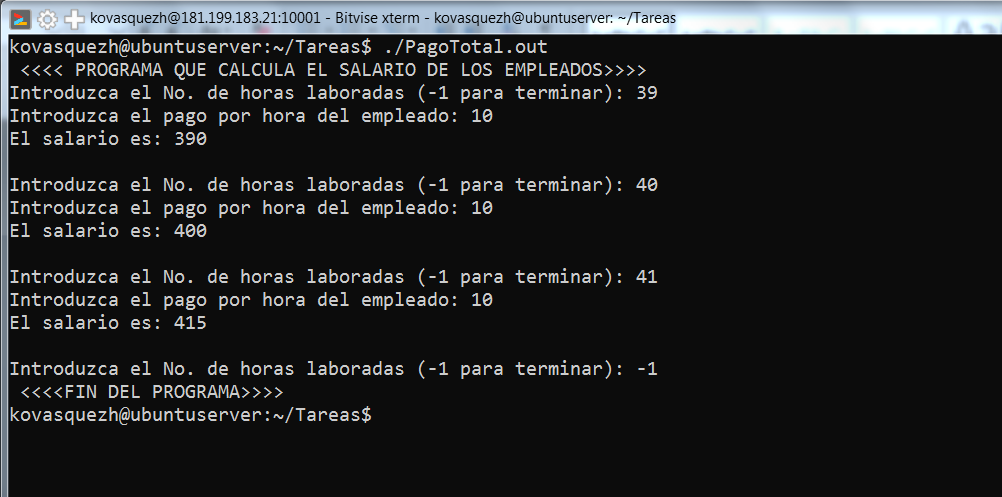 kovasquezh@181.199.183.21:10001 - Bitvise xterm - kovasquezh@ubuntuserver: ~/Tareas
kovasquezh@ubuntuserver:~/Tareas$ ./PagoTotal.out
<<<< PROGRAMA QUE CALCULA EL SALARIO DE LOS EMPLEADOS>>>>
Introduzca el No. de horas laboradas (-1 para terminar): 39
Introduzca el pago por hora del empleado: 10
El salario es: 390
Introduzca el No. de horas laboradas (-1 para terminar): 40
Introduzca el pago por hora del empleado: 10
El salario es: 400
Introduzca el No. de horas laboradas (-1 para terminar): 41
Introduzca el pago por hora del empleado: 10
El salario es: 415
Introduzca el No. de horas laboradas (-1 para terminar): -1
<<<<FIN DEL PROGRAMA>>>>
kovasquezh@ubuntuserver:~/Tareas$